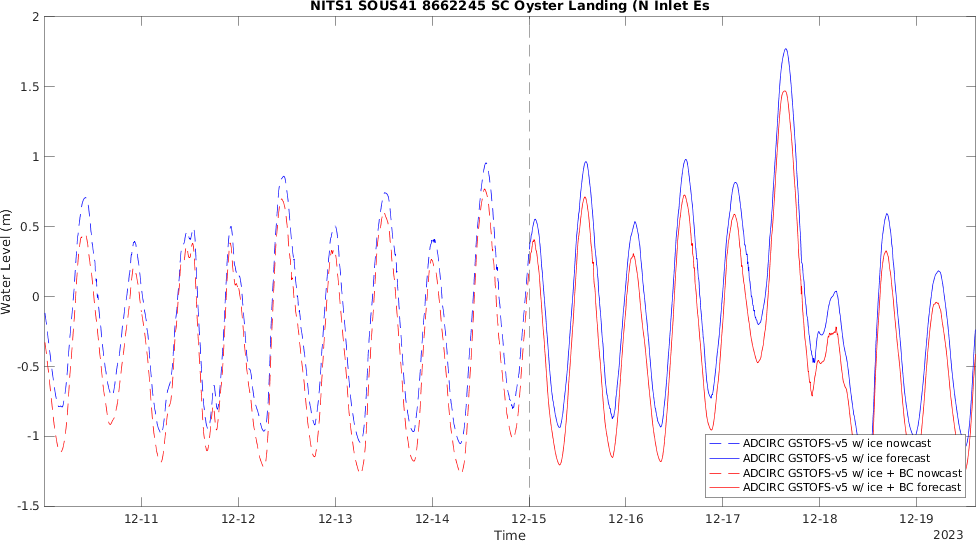 NITS1 SOUS41 8662245 SC Oyster Landing (N Inlet Es
2
1.5
1
0.5
0
-0.5
-1
-1.5
Water Level (m)
12-11
12-12
12-13
12-14
12-15
12-16
12-17
12-18
12-19
Time
2023
ADCIRC GSTOFS-v5 w/ ice nowcast
ADCIRC GSTOFS-v5 w/ ice forecast
ADCIRC GSTOFS-v5 w/ ice + BC nowcast
ADCIRC GSTOFS-v5 w/ ice + BC forecast